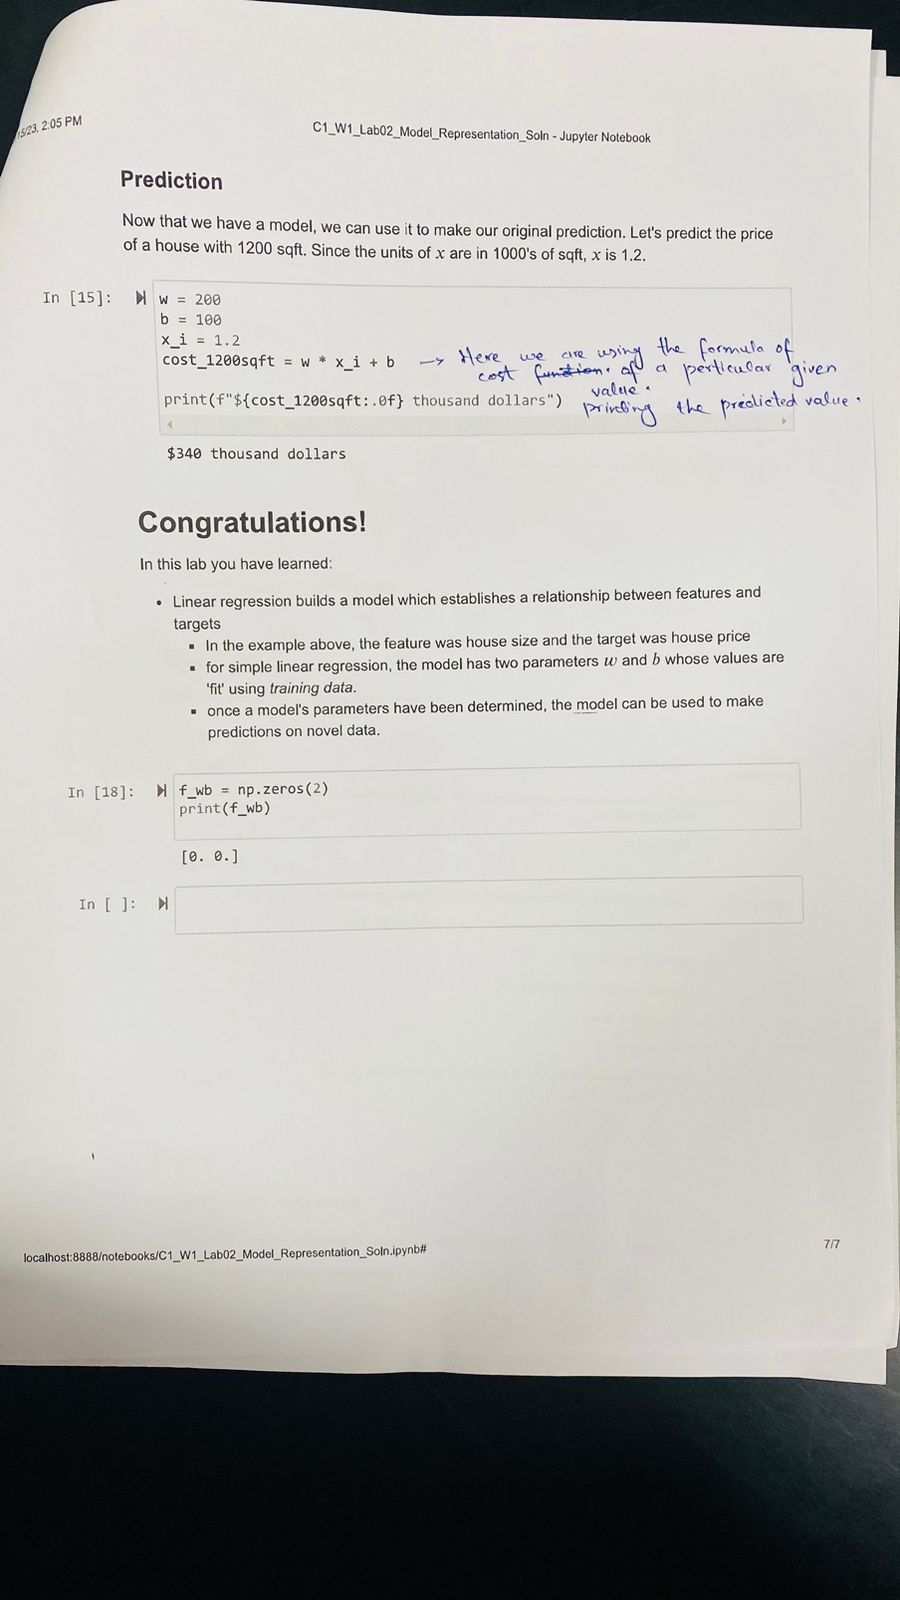 15/23, 2:05 PM
C1_W1_Lab02_Model_Representation_Soln - Jupyter Notebook
Prediction
Now that we have a model, we can use it to make our original prediction. Let's predict the price
of a house with 1200 sqft. Since the units of x are in 1000's of sqft, x is 1.2.
In [15]:
w = 200
b = 100
x_i = 1.2
cost_1200sqft = w * x_i + b
→ Here we are using the formula of
cost function. of a perticular given
value.
print(f"${cost_1200sqft:.0f} thousand dollars")
printing the predicted value.
$340 thousand dollars
Congratulations!
In this lab you have learned:
• Linear regression builds a model which establishes a relationship between features and
targets
▪ In the example above, the feature was house size and the target was house price
▪ for simple linear regression, the model has two parameters w and b whose values are
'fit' using training data.
▪ once a model's parameters have been determined, the model can be used to make
predictions on novel data.
In [18]:
f_wb = np.zeros(2)
print(f_wb)
[0. 0.]
In [ ]:
localhost:8888/notebooks/C1_W1_Lab02_Model_Representation_Soln.ipynb#
7/7